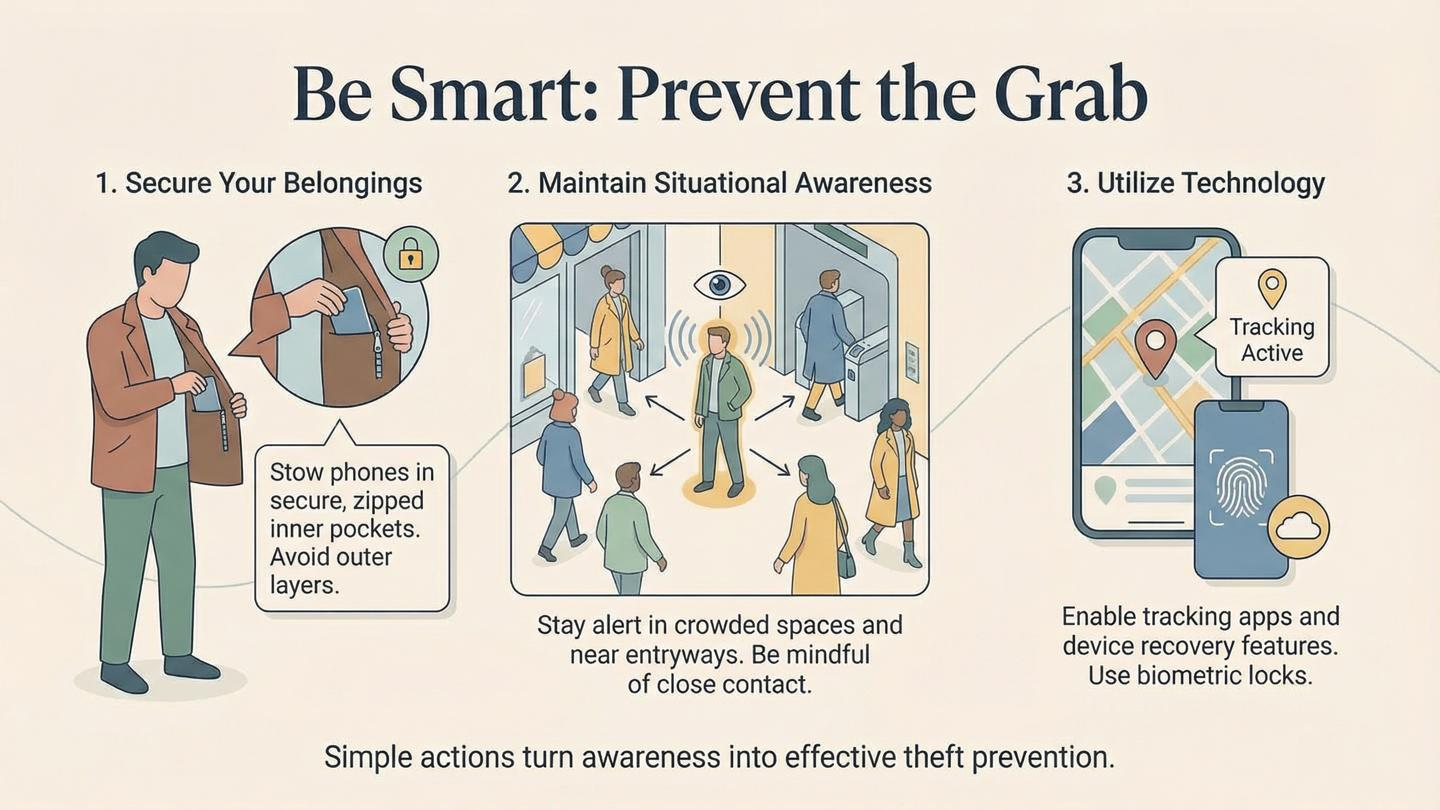 Be Smart: Prevent the Grab
1. Secure Your Belongings
Stow phones in
secure, zipped
inner pockets.
Avoid outer
layers.
2. Maintain Situational Awareness
Stay alert in crowded spaces and
near entryways. Be mindful
of close contact.
3. Utilize Technology
Tracking
Active
Enable tracking apps and
device recovery features.
Use biometric locks.
Simple actions turn awareness into effective theft prevention.